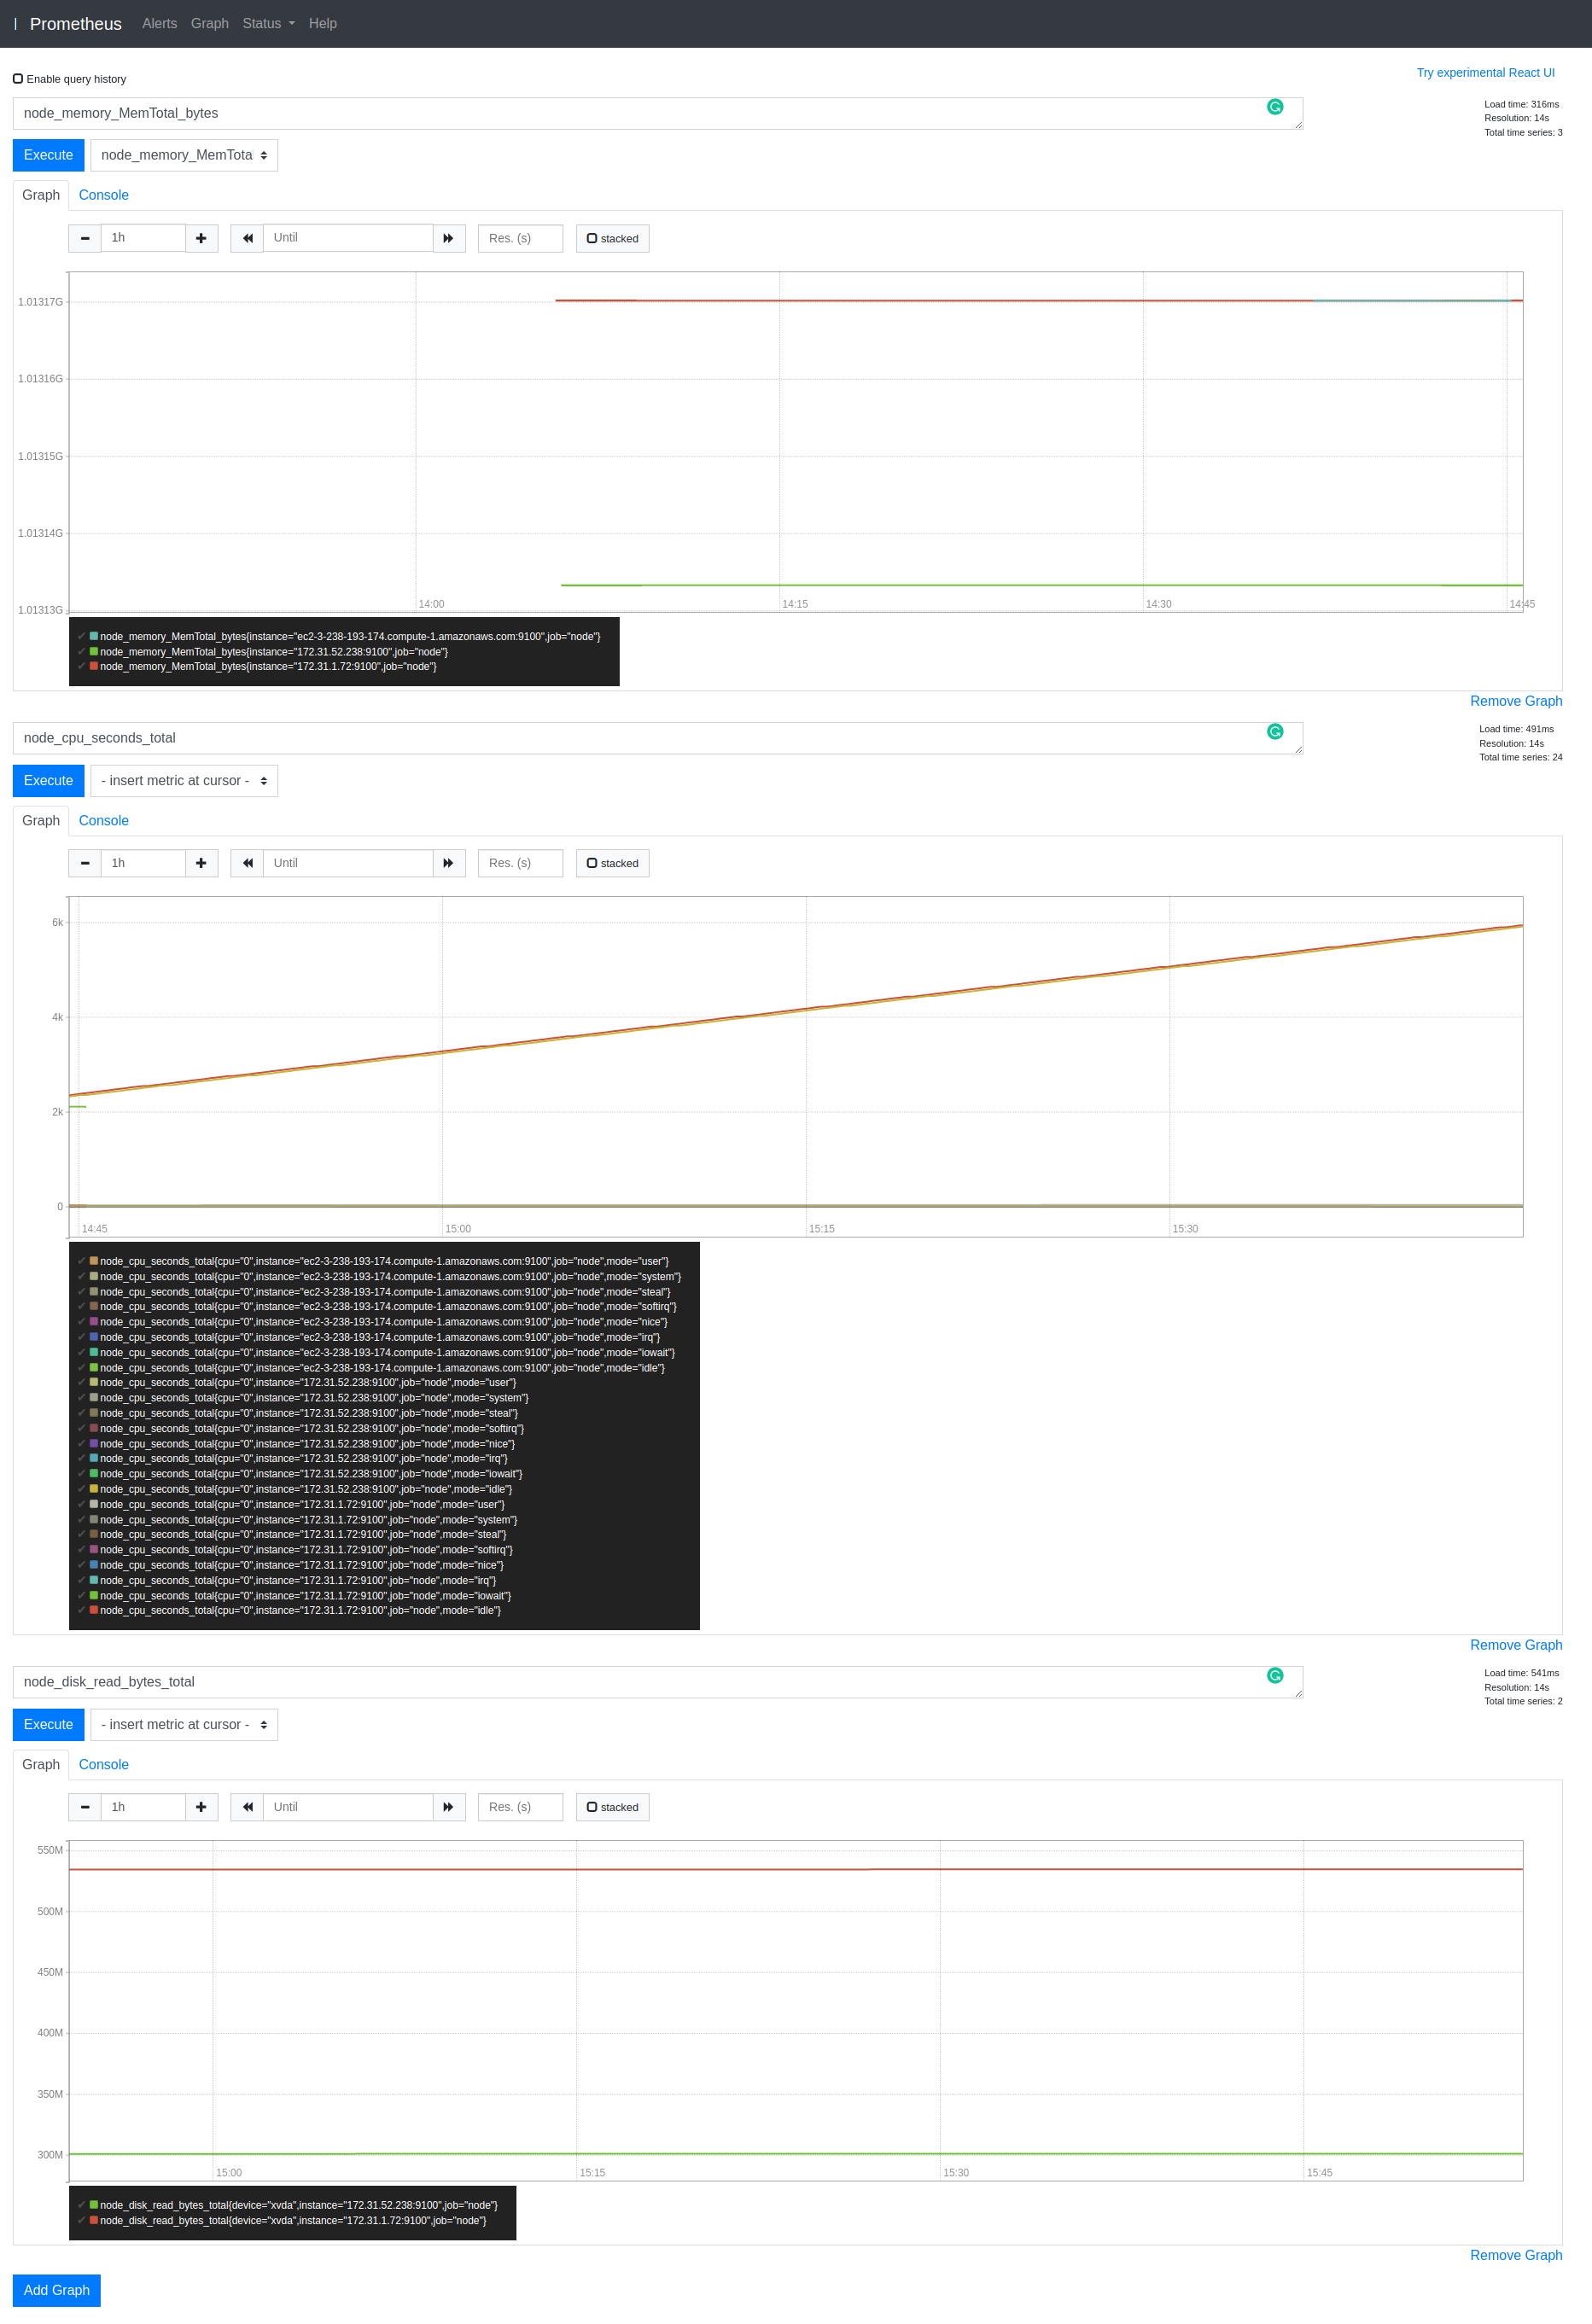 Prometheus Alerts Graph Status Help
Enable query history
Try experimental React UI
node_memory_MemTotal_bytes
Load time: 316ms
Resolution: 14s
Total time series: 3
Execute node_memory_MemTota
Graph Console
1h Until Res. (s) stacked
1.01317G
1.01316G
1.01315G
1.01314G
1.01313G
14:00 14:15 14:30 14:45
node_memory_MemTotal_bytes{instance="ec2-3-238-193-174.compute-1.amazonaws.com:9100",job="node"}
node_memory_MemTotal_bytes{instance="172.31.52.238:9100",job="node"}
node_memory_MemTotal_bytes{instance="172.31.1.72:9100",job="node"}
Remove Graph
node_cpu_seconds_total
Load time: 491ms
Resolution: 14s
Total time series: 24
Execute - insert metric at cursor -
Graph Console
1h Until Res. (s) stacked
6k
4k
2k
0
14:45 15:00 15:15 15:30
node_cpu_seconds_total{cpu="0",instance="ec2-3-238-193-174.compute-1.amazonaws.com:9100",job="node",mode="user"}
node_cpu_seconds_total{cpu="0",instance="ec2-3-238-193-174.compute-1.amazonaws.com:9100",job="node",mode="system"}
node_cpu_seconds_total{cpu="0",instance="ec2-3-238-193-174.compute-1.amazonaws.com:9100",job="node",mode="steal"}
node_cpu_seconds_total{cpu="0",instance="ec2-3-238-193-174.compute-1.amazonaws.com:9100",job="node",mode="softirq"}
node_cpu_seconds_total{cpu="0",instance="ec2-3-238-193-174.compute-1.amazonaws.com:9100",job="node",mode="nice"}
node_cpu_seconds_total{cpu="0",instance="ec2-3-238-193-174.compute-1.amazonaws.com:9100",job="node",mode="irq"}
node_cpu_seconds_total{cpu="0",instance="ec2-3-238-193-174.compute-1.amazonaws.com:9100",job="node",mode="iowait"}
node_cpu_seconds_total{cpu="0",instance="ec2-3-238-193-174.compute-1.amazonaws.com:9100",job="node",mode="idle"}
node_cpu_seconds_total{cpu="0",instance="172.31.52.238:9100",job="node",mode="user"}
node_cpu_seconds_total{cpu="0",instance="172.31.52.238:9100",job="node",mode="system"}
node_cpu_seconds_total{cpu="0",instance="172.31.52.238:9100",job="node",mode="steal"}
node_cpu_seconds_total{cpu="0",instance="172.31.52.238:9100",job="node",mode="softirq"}
node_cpu_seconds_total{cpu="0",instance="172.31.52.238:9100",job="node",mode="nice"}
node_cpu_seconds_total{cpu="0",instance="172.31.52.238:9100",job="node",mode="irq"}
node_cpu_seconds_total{cpu="0",instance="172.31.52.238:9100",job="node",mode="iowait"}
node_cpu_seconds_total{cpu="0",instance="172.31.52.238:9100",job="node",mode="idle"}
node_cpu_seconds_total{cpu="0",instance="172.31.1.72:9100",job="node",mode="user"}
node_cpu_seconds_total{cpu="0",instance="172.31.1.72:9100",job="node",mode="system"}
node_cpu_seconds_total{cpu="0",instance="172.31.1.72:9100",job="node",mode="steal"}
node_cpu_seconds_total{cpu="0",instance="172.31.1.72:9100",job="node",mode="softirq"}
node_cpu_seconds_total{cpu="0",instance="172.31.1.72:9100",job="node",mode="nice"}
node_cpu_seconds_total{cpu="0",instance="172.31.1.72:9100",job="node",mode="irq"}
node_cpu_seconds_total{cpu="0",instance="172.31.1.72:9100",job="node",mode="iowait"}
node_cpu_seconds_total{cpu="0",instance="172.31.1.72:9100",job="node",mode="idle"}
Remove Graph
node_disk_read_bytes_total
Load time: 541ms
Resolution: 14s
Total time series: 2
Execute - insert metric at cursor -
Graph Console
1h Until Res. (s) stacked
550M
500M
450M
400M
350M
300M
15:00 15:15 15:30 15:45
node_disk_read_bytes_total{device="xvda",instance="172.31.52.238:9100",job="node"}
node_disk_read_bytes_total{device="xvda",instance="172.31.1.72:9100",job="node"}
Remove Graph
Add Graph